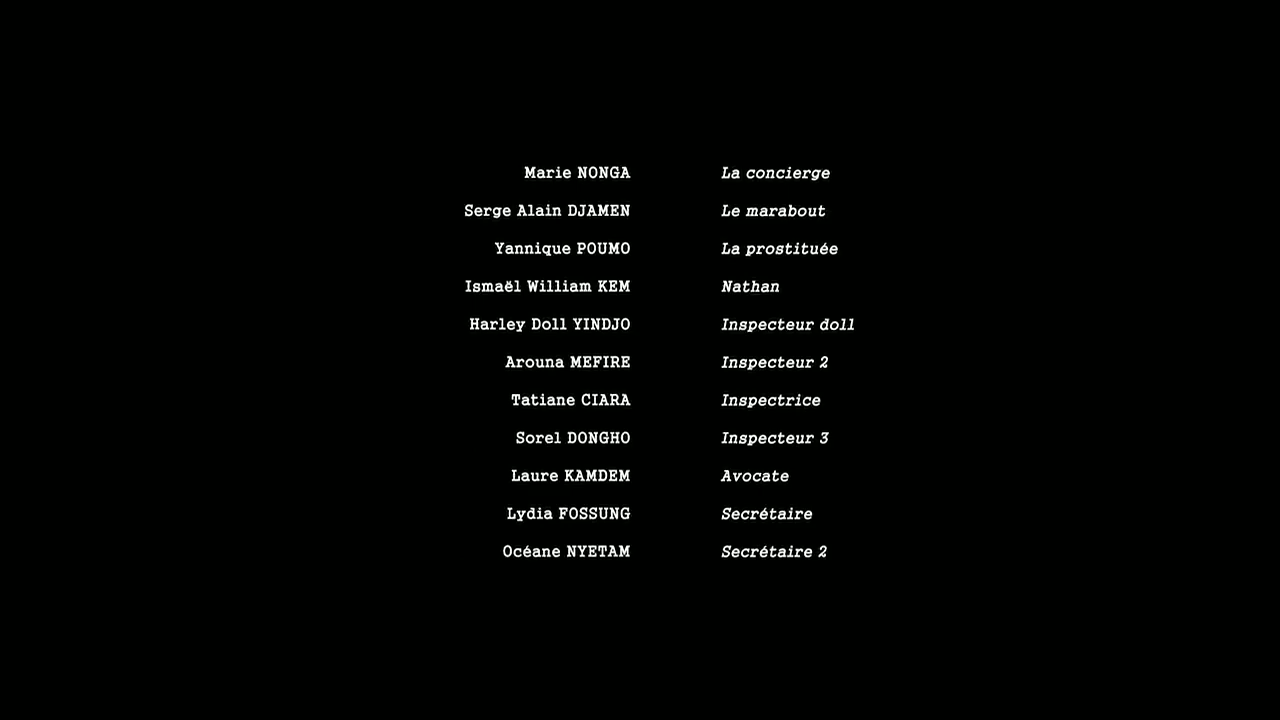 Marie NONGA La concierge
Serge Alain DJAMEN Le marabout
Yannique POUMO La prostituée
Ismaël William KEM Nathan
Harley Doll YINDJO Inspecteur doll
Arouna MEFIRE Inspecteur 2
Tatiane CIARA Inspectrice
Sorel DONGHO Inspecteur 3
Laure KAMDEM Avocate
Lydia FOSSUNG Secrétaire
Océane NYETAM Secrétaire 2